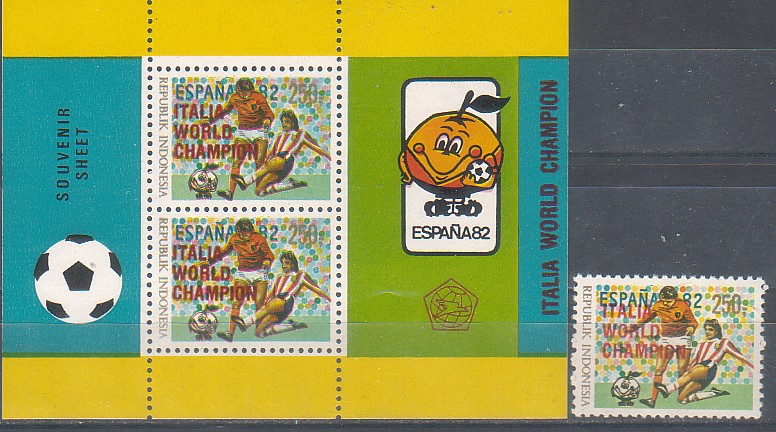 SOUVENIR
SHEET
ESPAÑA 82 250.-
ITALIA
WORLD
CHAMPION
REPUBLIK INDONESIA
ESPAÑA 82 250.-
ITALIA
WORLD
CHAMPION
REPUBLIK INDONESIA
ESPAÑA82
ITALIA WORLD CHAMPION
ESPAÑA 82 250.-
ITALIA
WORLD
CHAMPION
REPUBLIK INDONESIA